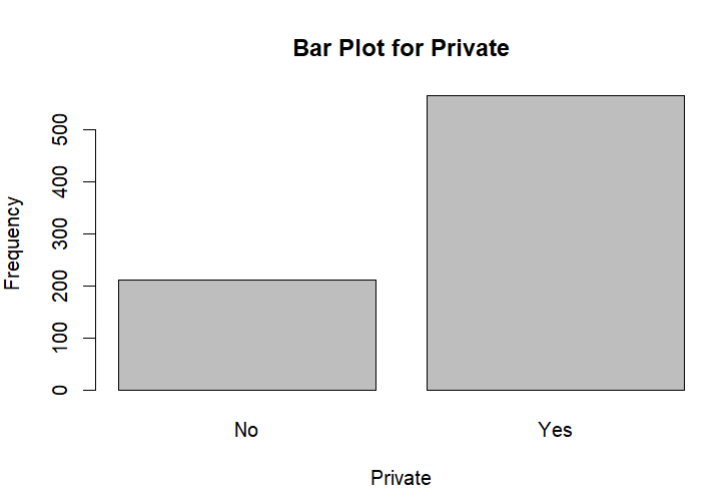 Bar Plot for Private
Frequency
500
400
300
200
100
0
No
Yes
Private